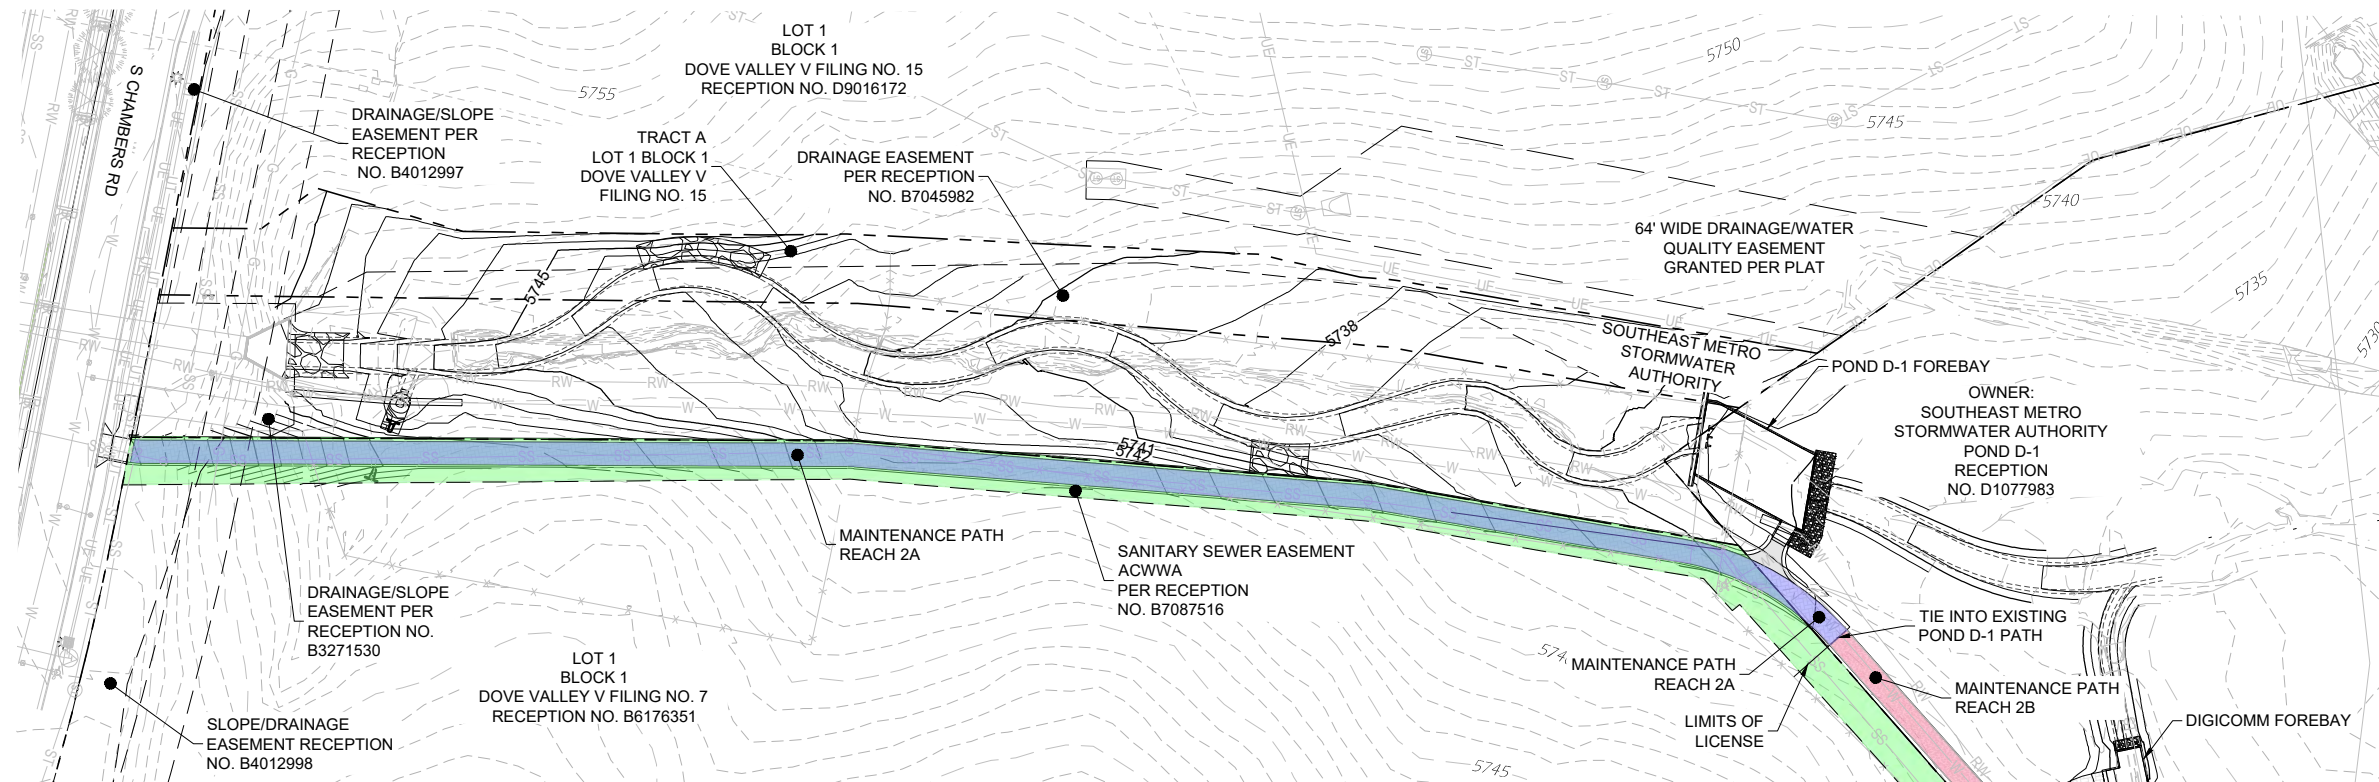 S CHAMBERS RD
DRAINAGE/SLOPE
EASEMENT PER
RECEPTION
NO. B4012997
LOT 1
BLOCK 1
DOVE VALLEY V FILING NO. 15
RECEPTION NO. D9016172
TRACT A
LOT 1 BLOCK 1
DOVE VALLEY V
FILING NO. 15
DRAINAGE EASEMENT
PER RECEPTION
NO. B7045982
64' WIDE DRAINAGE/WATER
QUALITY EASEMENT
GRANTED PER PLAT
5755
5750
5745
5740
5735
5745
5738
5741
SOUTHEAST METRO
STORMWATER
AUTHORITY
POND D-1 FOREBAY
OWNER:
SOUTHEAST METRO
STORMWATER AUTHORITY
POND D-1
RECEPTION
NO. D1077983
MAINTENANCE PATH
REACH 2A
SANITARY SEWER EASEMENT
ACWWA
PER RECEPTION
NO. B7087516
DRAINAGE/SLOPE
EASEMENT PER
RECEPTION NO.
B3271530
LOT 1
BLOCK 1
DOVE VALLEY V FILING NO. 7
RECEPTION NO. B6176351
SLOPE/DRAINAGE
EASEMENT RECEPTION
NO. B4012998
TIE INTO EXISTING
POND D-1 PATH
MAINTENANCE PATH
REACH 2A
LIMITS OF
LICENSE
MAINTENANCE PATH
REACH 2B
DIGICOMM FOREBAY
5745